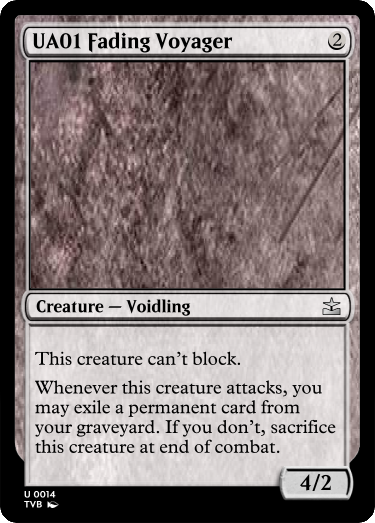 UA01 Fading Voyager 2
Creature — Voidling
This creature can't block.
Whenever this creature attacks, you
may exile a permanent card from
your graveyard. If you don't, sacrifice
this creature at end of combat.
4/2
U 0014
TVB